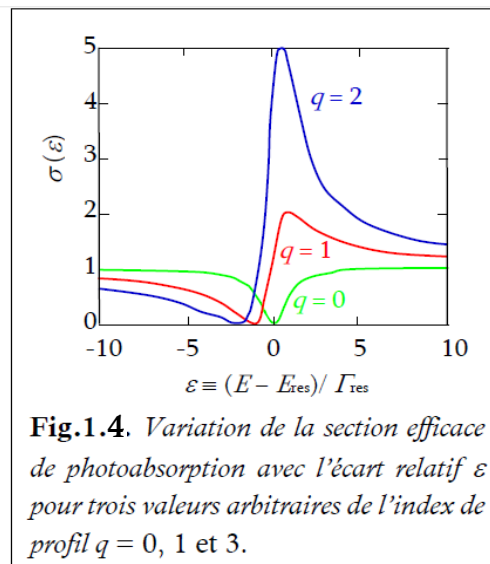 5
4
3
2
1
0
σ(ε)
q = 2
q = 1
q = 0
-10 -5 0 5 10
ε ≡ (E − Eres)/ Γres
Fig.1.4. Variation de la section efficace
de photoabsorption avec l’écart relatif ε
pour trois valeurs arbitraires de l’index de
profil q = 0, 1 et 3.